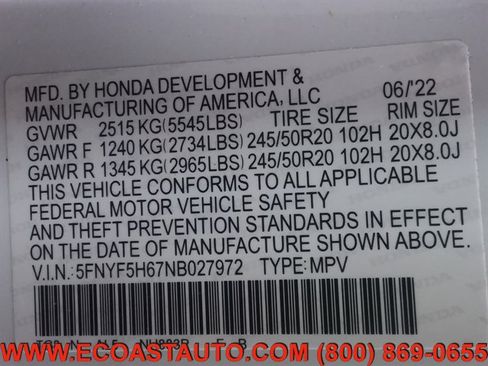 MFD. BY HONDA DEVELOPMENT &
MANUFACTURING OF AMERICA, LLC 06/'22
GVWR 2515 KG(5545LBS) TIRE SIZE RIM SIZE
GAWR F 1240 KG(2734LBS) 245/50R20 102H 20X8.0J
GAWR R 1345 KG(2965LBS) 245/50R20 102H 20X8.0J
THIS VEHICLE CONFORMS TO ALL APPLICABLE
FEDERAL MOTOR VEHICLE SAFETY
AND THEFT PREVENTION STANDARDS IN EFFECT
ON THE DATE OF MANUFACTURE SHOWN ABOVE.
V.I.N.: 5FNYF5H67NB027972 TYPE: MPV
WWW.ECOASTAUTO.COM (800) 869-0655